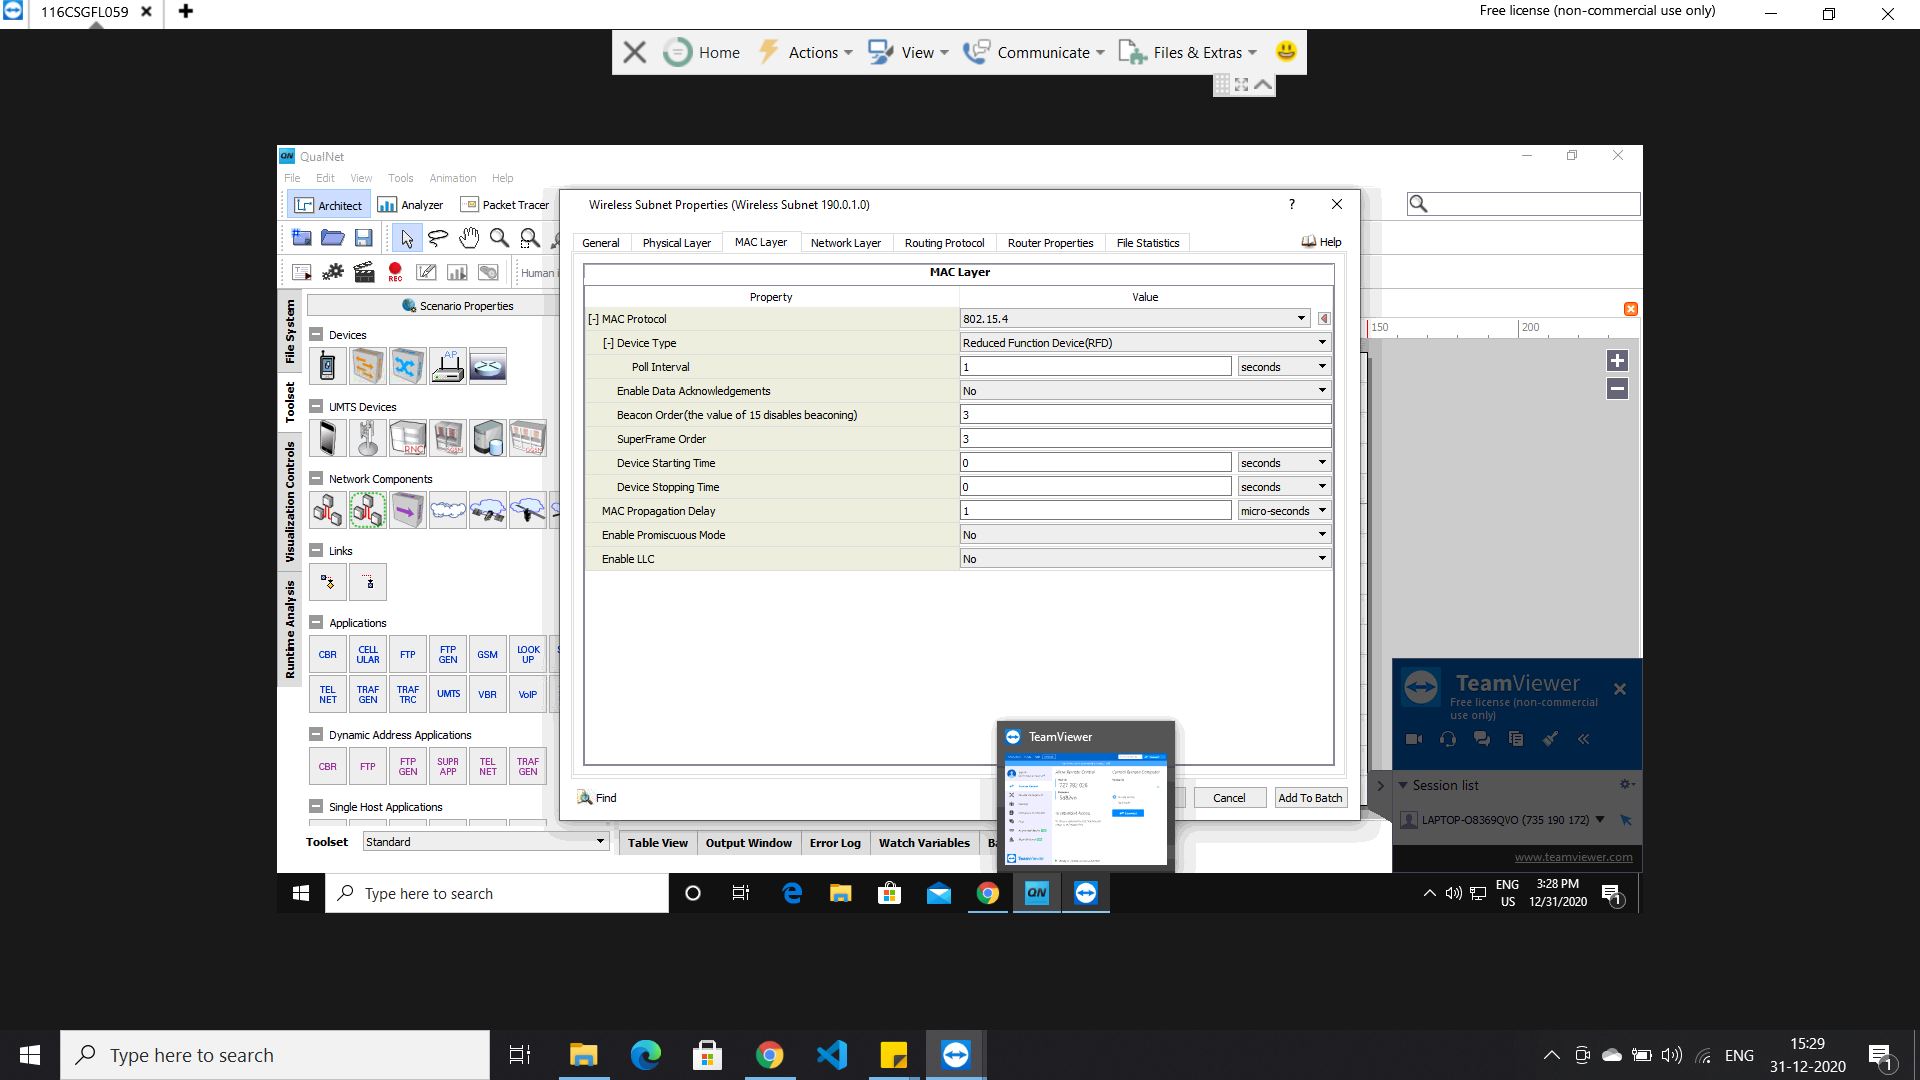 116CSGFL059
Free license (non-commercial use only)
Home
Actions
View
Communicate
Files & Extras
QN
QualNet
File Edit View Tools Animation Help
Architect
Analyzer
Packet Tracer
REC
Human i
File System
Toolset
Visualization Controls
Runtime Analysis
Scenario Properties
Devices
AP
UMTS Devices
RNC
Network Components
Links
Applications
CBR
CELL ULAR
FTP
FTP GEN
GSM
LOOK UP
TEL NET
TRAF GEN
TRAF TRC
UMTS
VBR
VoIP
Dynamic Address Applications
CBR
FTP
FTP GEN
SUPR APP
TEL NET
TRAF GEN
Single Host Applications
Toolset
Standard
Wireless Subnet Properties (Wireless Subnet 190.0.1.0)
?
General
Physical Layer
MAC Layer
Network Layer
Routing Protocol
Router Properties
File Statistics
Help
MAC Layer
Property Value
[-] MAC Protocol 802.15.4
[-] Device Type Reduced Function Device(RFD)
Poll Interval 1 seconds
Enable Data Acknowledgements No
Beacon Order(the value of 15 disables beaconing) 3
SuperFrame Order 3
Device Starting Time 0 seconds
Device Stopping Time 0 seconds
MAC Propagation Delay 1 micro-seconds
Enable Promiscuous Mode No
Enable LLC No
Find
Cancel
Add To Batch
150
200
Table View
Output Window
Error Log
Watch Variables
Ba
TeamViewer
TeamViewer
Free license (non-commercial
use only)
Session list
LAPTOP-O8369QVO (735 190 172)
www.teamviewer.com
Type here to search
QN
ENG
US
3:28 PM
12/31/2020
1
Type here to search
ENG
15:29
31-12-2020
1